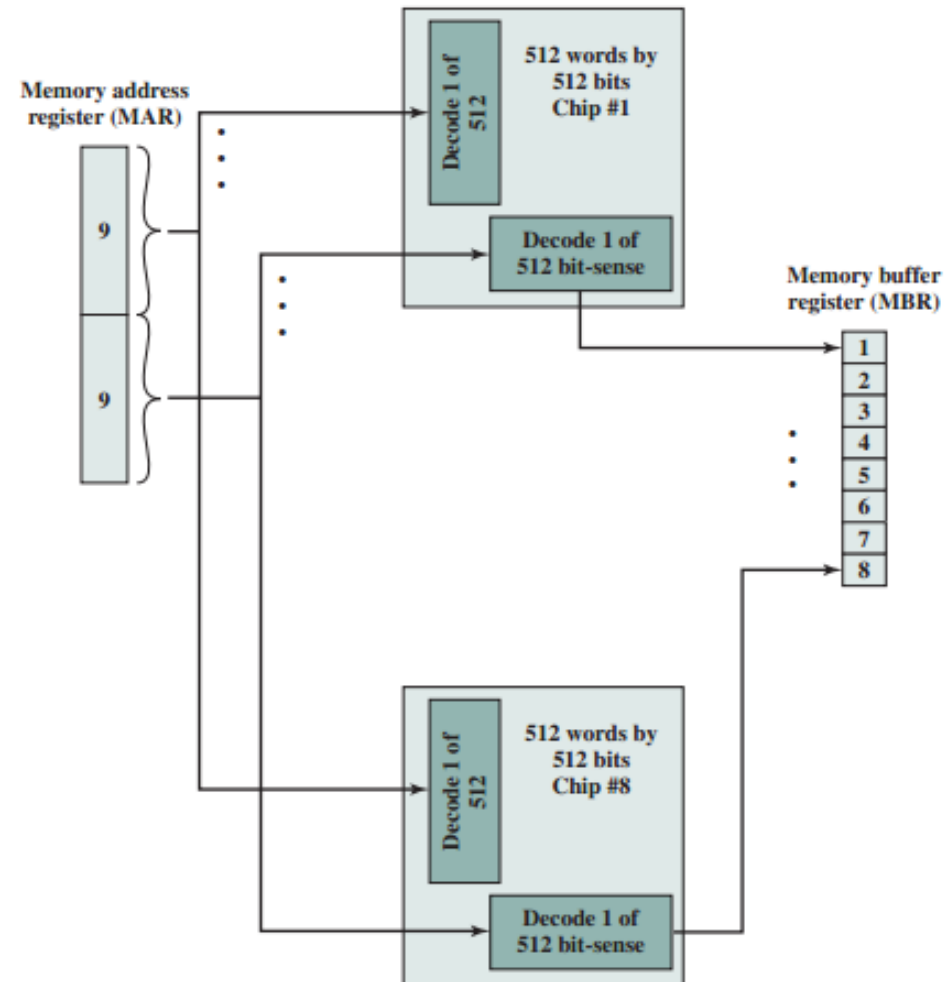 Memory address
register (MAR)
9
9
Decode 1 of
512
512 words by
512 bits
Chip #1
Decode 1 of
512 bit-sense
Memory buffer
register (MBR)
1
2
3
4
5
6
7
8
Decode 1 of
512
512 words by
512 bits
Chip #8
Decode 1 of
512 bit-sense